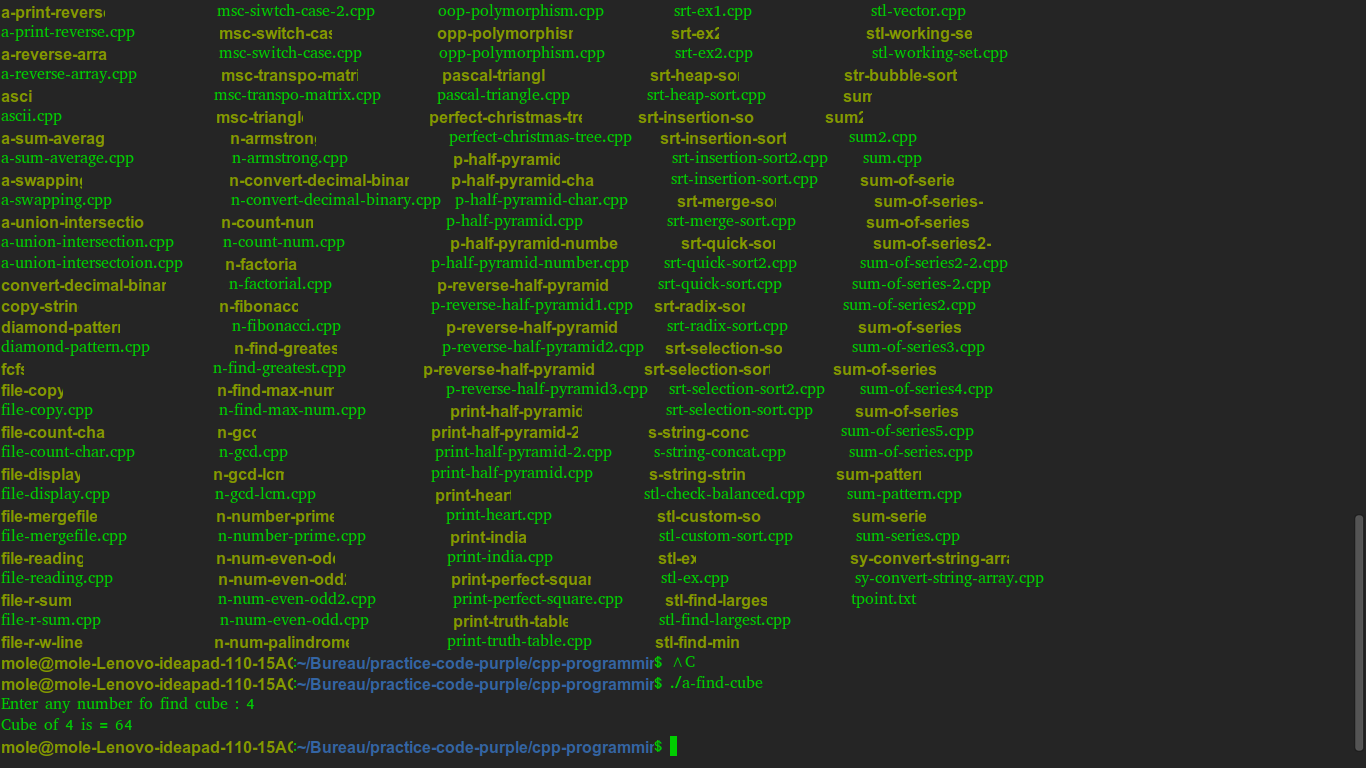 a-print-revers msc-siwtch-case-2.cpp oop-polymorphism.cpp srt-ex1.cpp stl-vector.cpp
a-print-reverse.cpp msc-switch-cas opp-polymorphisr srt-ex2 stl-working-se
a-reverse-arra msc-switch-case.cpp opp-polymorphism.cpp srt-ex2.cpp stl-working-set.cpp
a-reverse-array.cpp msc-transpo-matri pascal-triangl srt-heap-so str-bubble-sort
asci msc-transpo-matrix.cpp pascal-triangle.cpp srt-heap-sort.cpp sum
ascii.cpp msc-triangl perfect-christmas-tre srt-insertion-so sum2
a-sum-averag n-armstron perfect-christmas-tree.cpp srt-insertion-sort sum2.cpp
a-sum-average.cpp n-armstrong.cpp p-half-pyramid srt-insertion-sort2.cpp sum.cpp
a-swappin n-convert-decimal-binar p-half-pyramid-cha srt-insertion-sort.cpp sum-of-serie
a-swapping.cpp n-convert-decimal-binary.cpp p-half-pyramid-char.cpp srt-merge-so sum-of-series-
a-union-intersectio n-count-nun p-half-pyramid.cpp srt-merge-sort.cpp sum-of-series
a-union-intersection.cpp n-count-num.cpp p-half-pyramid-numbe srt-quick-so sum-of-series2-
a-union-intersectoion.cpp n-factoria p-half-pyramid-number.cpp srt-quick-sort2.cpp sum-of-series2-2.cpp
convert-decimal-binar n-factorial.cpp p-reverse-half-pyramid srt-quick-sort.cpp sum-of-series-2.cpp
copy-strin n-fibonacc p-reverse-half-pyramid1.cpp srt-radix-sor sum-of-series2.cpp
diamond-patter n-fibonacci.cpp p-reverse-half-pyramid srt-radix-sort.cpp sum-of-series
diamond-pattern.cpp n-find-greates p-reverse-half-pyramid2.cpp srt-selection-so sum-of-series3.cpp
fcfs n-find-greatest.cpp p-reverse-half-pyramid srt-selection-sort sum-of-series
file-copy n-find-max-num p-reverse-half-pyramid3.cpp srt-selection-sort2.cpp sum-of-series4.cpp
file-copy.cpp n-find-max-num.cpp print-half-pyramid srt-selection-sort.cpp sum-of-series
file-count-cha n-gcd print-half-pyramid-2 s-string-conc sum-of-series5.cpp
file-count-char.cpp n-gcd.cpp print-half-pyramid-2.cpp s-string-concat.cpp sum-of-series.cpp
file-display n-gcd-lcm print-half-pyramid.cpp s-string-strin sum-patter
file-display.cpp n-gcd-lcm.cpp print-hear stl-check-balanced.cpp sum-pattern.cpp
file-mergefile n-number-prime print-heart.cpp stl-custom-so sum-serie
file-mergefile.cpp n-number-prime.cpp print-india stl-custom-sort.cpp sum-series.cpp
file-reading n-num-even-odd print-india.cpp stl-ex sy-convert-string-arra
file-reading.cpp n-num-even-odd2 print-perfect-squar stl-ex.cpp sy-convert-string-array.cpp
file-r-sum n-num-even-odd2.cpp print-perfect-square.cpp stl-find-larges tpoint.txt
file-r-sum.cpp n-num-even-odd.cpp print-truth-table stl-find-largest.cpp
file-r-w-line n-num-palindrome print-truth-table.cpp stl-find-min
mole@mole-Lenovo-ideapad-110-15AC:~/Bureau/practice-code-purple/cpp-programmin$ ^C
mole@mole-Lenovo-ideapad-110-15AC:~/Bureau/practice-code-purple/cpp-programmin$ ./a-find-cube
Enter any number fo find cube : 4
Cube of 4 is = 64
mole@mole-Lenovo-ideapad-110-15AC:~/Bureau/practice-code-purple/cpp-programmin$